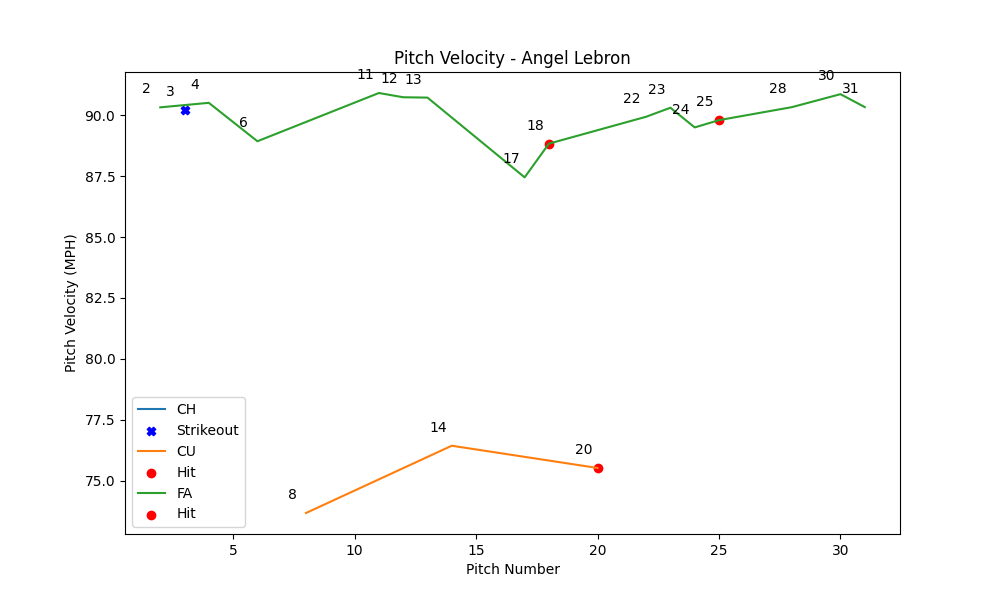 Pitch Velocity - Angel Lebron
2 3 4 6 11 12 13 17 18 22 23 24 25 28 30 31
8 14 20
Pitch Velocity (MPH)
90.0
87.5
85.0
82.5
80.0
77.5
75.0
CH
Strikeout
CU
Hit
FA
Hit
5 10 15 20 25 30
Pitch Number